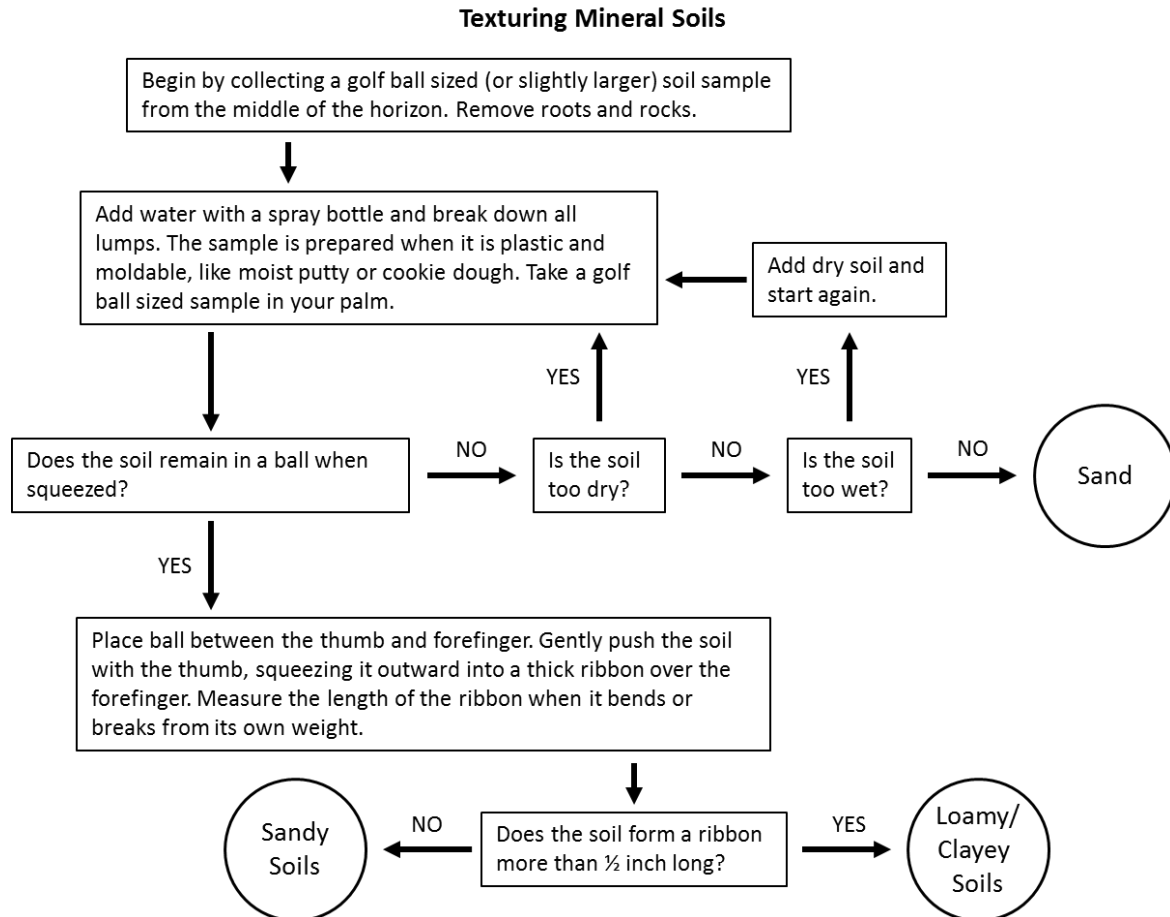 Texturing Mineral Soils
Begin by collecting a golf ball sized (or slightly larger) soil sample
from the middle of the horizon. Remove roots and rocks.
Add water with a spray bottle and break down all
lumps. The sample is prepared when it is plastic and
moldable, like moist putty or cookie dough. Take a golf
ball sized sample in your palm.
Add dry soil and
start again.
YES
YES
Does the soil remain in a ball when
squeezed?
NO
Is the soil
too dry?
NO
Is the soil
too wet?
NO
Sand
YES
Place ball between the thumb and forefinger. Gently push the soil
with the thumb, squeezing it outward into a thick ribbon over the
forefinger. Measure the length of the ribbon when it bends or
breaks from its own weight.
Sandy
Soils
NO
Does the soil form a ribbon
more than ½ inch long?
YES
Loamy/
Clayey
Soils